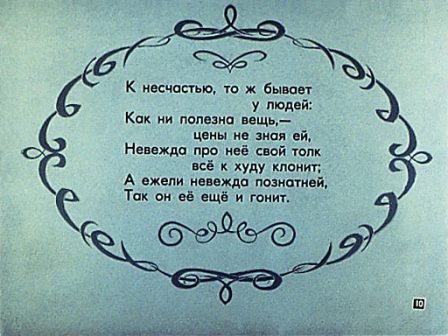 К несчастью, то ж бывает
у людей:
Как ни полезна вещь,—
цены не зная ей,
Невежда про неё свой толк
всё к худу клонит;
А ежели невежда познатней,
Так он её ещё и гонит.
10